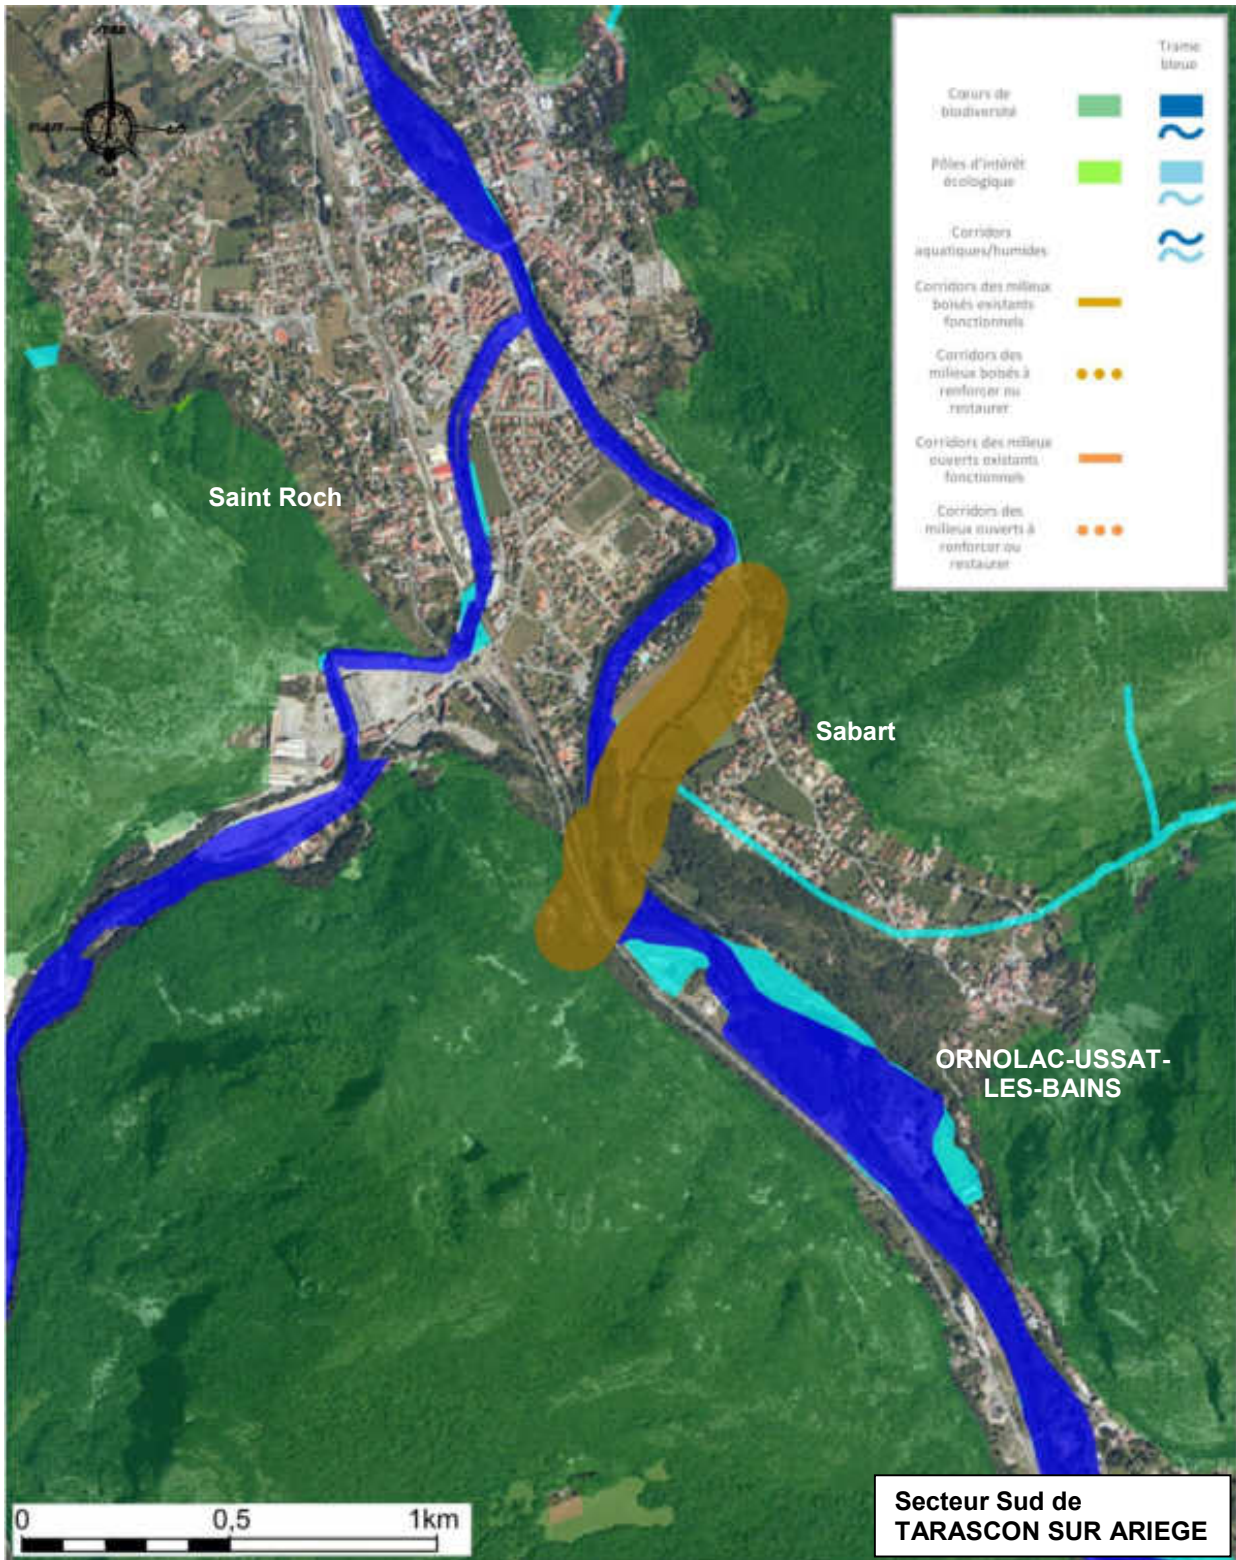 Trame
bleue
Cœurs de
biodiversité
Pôles d'intérêt
écologique
Corridors
aquatiques/humides
Corridors des milieux
boisés existants
fonctionnels
Corridors des
milieux boisés à
renforcer ou
restaurer
Corridors des milieux
ouverts existants
fonctionnels
Corridors des
milieux ouverts à
renforcer ou
restaurer
Saint Roch
Sabart
ORNOLAC-USSAT-
LES-BAINS
0 0,5 1km
Secteur Sud de
TARASCON SUR ARIEGE